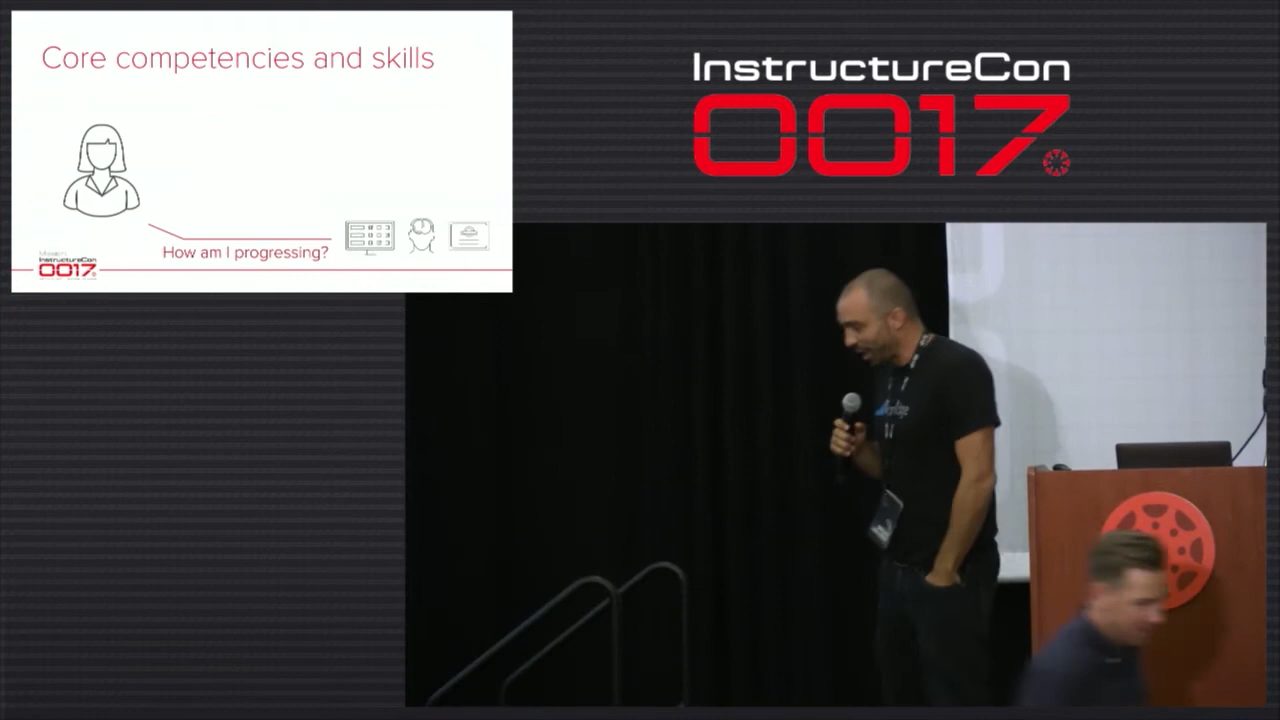 Core competencies and skills
How am I progressing?
InstructureCon
0017
InstructureCon
0017